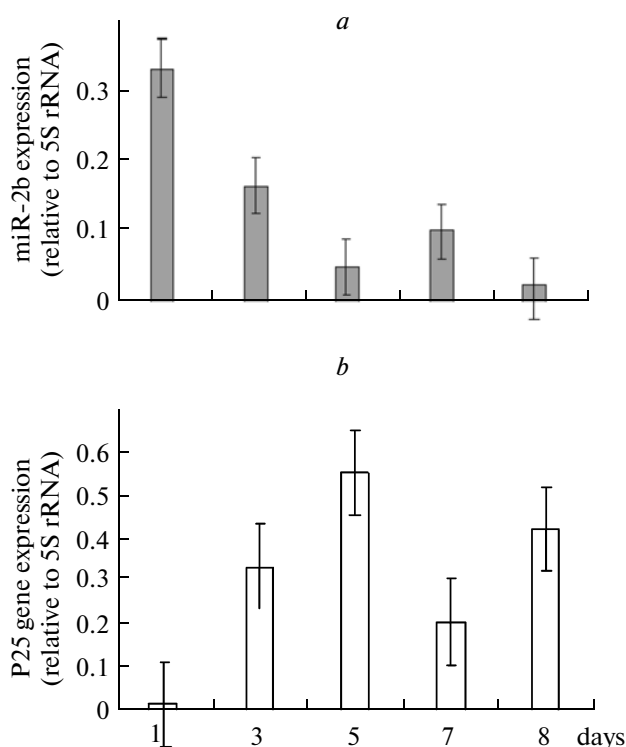 a
miR-2b expression
(relative to 5S rRNA)
0.3
0.2
0.1
0
b
P25 gene expression
(relative to 5S rRNA)
0.6
0.5
0.4
0.3
0.2
0.1
0
1 3 5 7 8 days